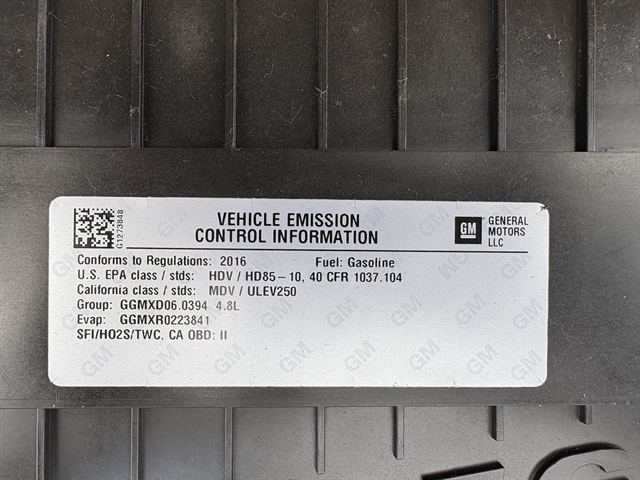 VEHICLE EMISSION
CONTROL INFORMATION
G1273848
GM
GENERAL
MOTORS
LLC
Conforms to Regulations: 2016 Fuel: Gasoline
U.S. EPA class / stds: HDV / HD85-10, 40 CFR 1037.104
California class / stds: MDV / ULEV250
Group: GGMXD06.0394 4.8L
Evap: GGMXR0223841
SFI/HO2S/TWC, CA OBD: II